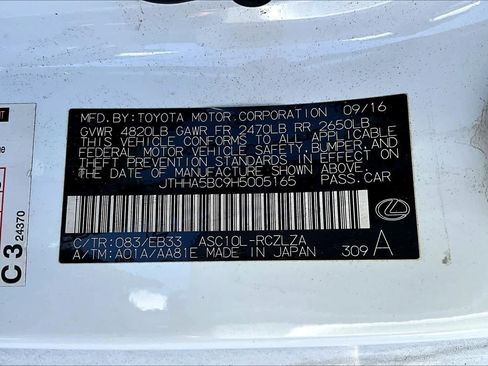 MFD. BY: TOYOTA MOTOR CORPORATION 09/16
GVWR 4820LB GAWR FR 2470LB RR 2650LB
THIS VEHICLE CONFORMS TO ALL APPLICABLE
FEDERAL MOTOR VEHICLE SAFETY, BUMPER, AND
THEFT PREVENTION STANDARDS IN EFFECT ON
THE DATE OF MANUFACTURE SHOWN ABOVE.
JTHHA5BC9H5005165 PASS.CAR
C/TR: 083/EB33 ASC10L-RCZLZA
A/TM: A01A/AA81E MADE IN JAPAN 309 A
C 3 24370